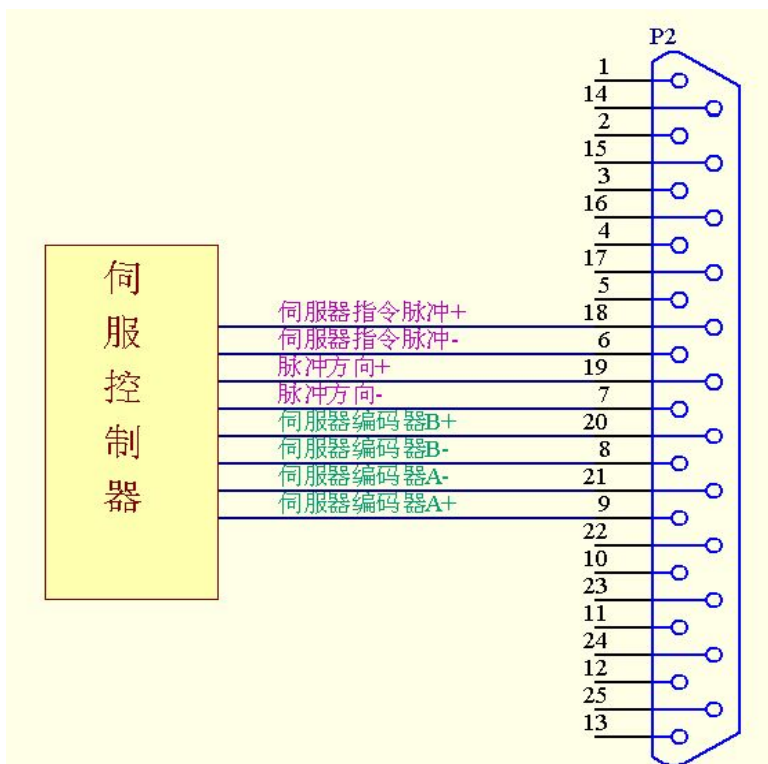 P2
1
14
2
15
3
16
4
17
5
伺服器指令脉冲+ 18
伺服器指令脉冲- 6
脉冲方向+ 19
脉冲方向- 7
伺服器编码器B+ 20
伺服器编码器B- 8
伺服器编码器A- 21
伺服器编码器A+ 9
22
10
23
11
24
12
25
13
伺服控制器